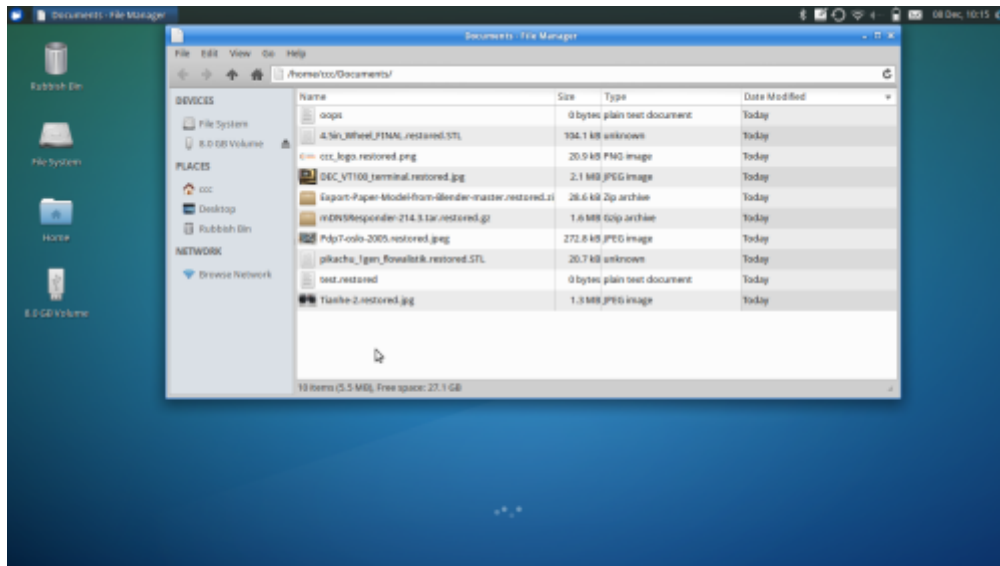 Documents - File Manager
08 Dec, 10:15
Documents - File Manager
File Edit View Go Help
/home/ccc/Documents/
Rubbish Bin
File System
Home
8.0 GB Volume
DEVICES
File System
8.0 GB Volume
PLACES
ccc
Desktop
Rubbish Bin
NETWORK
Browse Network
Name Size Type Date Modified
oops 0 bytes plain text document Today
4.5in_Wheel_FINAL.restored.STL 104.1 kB unknown Today
ccc_logo.restored.png 20.9 kB PNG image Today
DEC_VT100_terminal.restored.jpg 2.1 MB JPEG image Today
Export-Paper-Model-from-Blender-master.restored.zi 28.6 kB Zip archive Today
mDNSResponder-214.3.tar.restored.gz 1.6 MB Gzip archive Today
Pdp7-oslo-2005.restored.jpeg 272.8 kB JPEG image Today
pikachu_1gen_flowalistik.restored.STL 20.7 kB unknown Today
test.restored 0 bytes plain text document Today
Tianhe-2.restored.jpg 1.3 MB JPEG image Today
10 items (5.5 MB), Free space: 27.1 GB